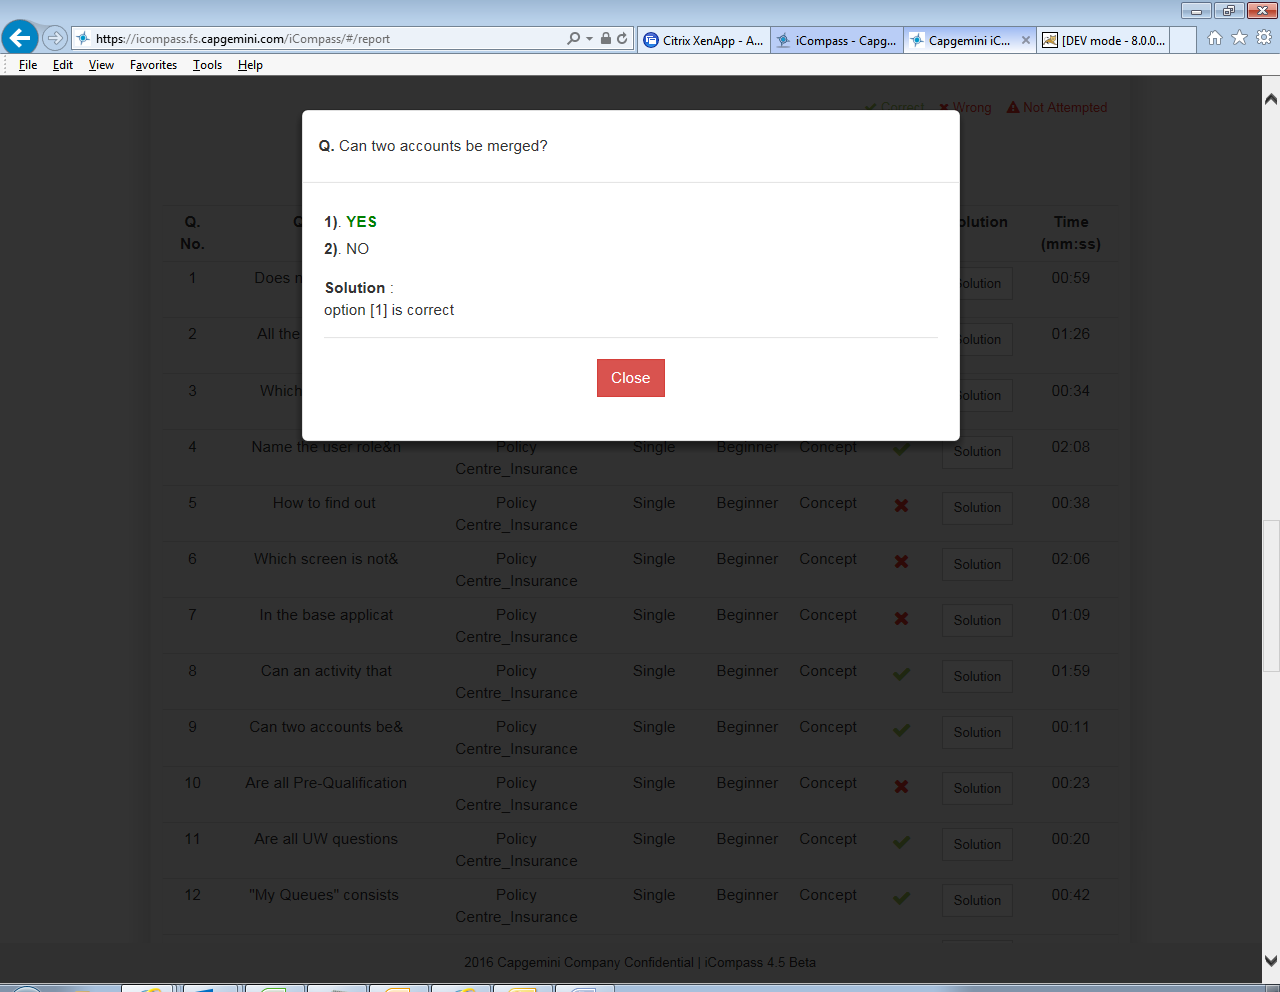 https://icompass.fs.capgemini.com/iCompass/#/report
Citrix XenApp - A...
iCompass - Capg...
Capgemini iC...
[DEV mode - 8.0.0...
File Edit View Favorites Tools Help
Correct Wrong Not Attempted
Q. Can two accounts be merged?
1). YES
2). NO
Solution :
option [1] is correct
Close
Q. No. Q Solution Time (mm:ss)
1 Does n Solution 00:59
2 All the Solution 01:26
3 Which Solution 00:34
4 Name the user role&n Policy Centre_Insurance Single Beginner Concept Solution 02:08
5 How to find out Policy Centre_Insurance Single Beginner Concept Solution 00:38
6 Which screen is not& Policy Centre_Insurance Single Beginner Concept Solution 02:06
7 In the base applicat Policy Centre_Insurance Single Beginner Concept Solution 01:09
8 Can an activity that Policy Centre_Insurance Single Beginner Concept Solution 01:59
9 Can two accounts be& Policy Centre_Insurance Single Beginner Concept Solution 00:11
10 Are all Pre-Qualification Policy Centre_Insurance Single Beginner Concept Solution 00:23
11 Are all UW questions Policy Centre_Insurance Single Beginner Concept Solution 00:20
12 "My Queues" consists Policy Centre_Insurance Single Beginner Concept Solution 00:42
2016 Capgemini Company Confidential | iCompass 4.5 Beta